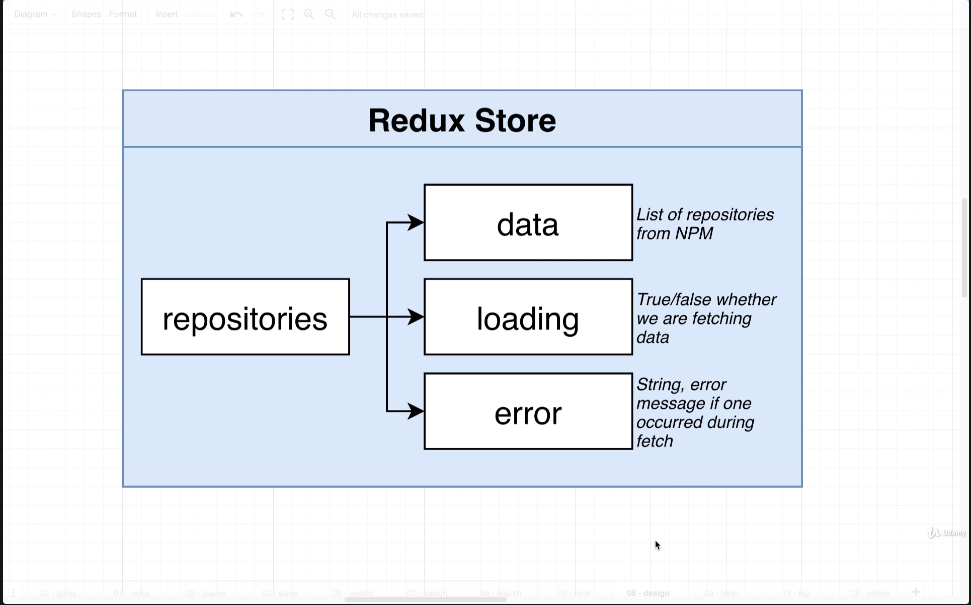 Diagram Shapes Format Insert All changes saved
Redux Store
data
List of repositories
from NPM
repositories
loading
True/false whether
we are fetching
data
error
String, error
message if one
occurred during
fetch
Udemy
08 - design